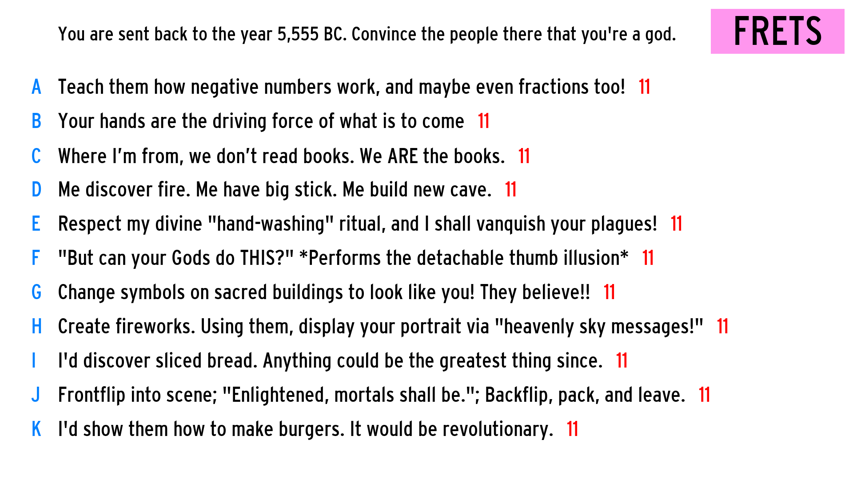 You are sent back to the year 5,555 BC. Convince the people there that you're a god.
FRETS
A Teach them how negative numbers work, and maybe even fractions too! 11
B Your hands are the driving force of what is to come 11
C Where I’m from, we don’t read books. We ARE the books. 11
D Me discover fire. Me have big stick. Me build new cave. 11
E Respect my divine "hand-washing" ritual, and I shall vanquish your plagues! 11
F "But can your Gods do THIS?" *Performs the detachable thumb illusion* 11
G Change symbols on sacred buildings to look like you! They believe!! 11
H Create fireworks. Using them, display your portrait via "heavenly sky messages!" 11
I I'd discover sliced bread. Anything could be the greatest thing since. 11
J Frontflip into scene; "Enlightened, mortals shall be."; Backflip, pack, and leave. 11
K I'd show them how to make burgers. It would be revolutionary. 11